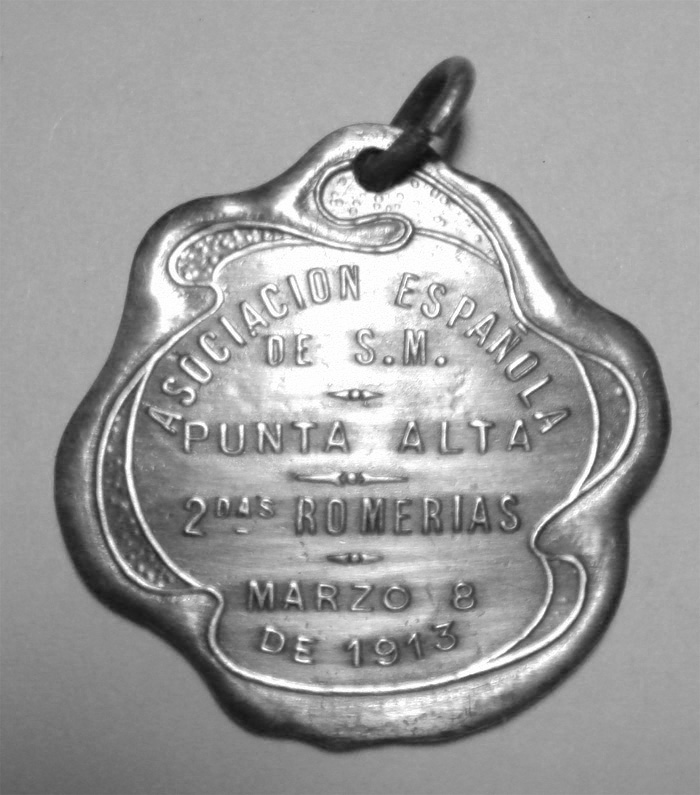 ASOCIACION ESPAÑOLA
DE S.M.
PUNTA ALTA
2DAS ROMERIAS
MARZO 8
DE 1913